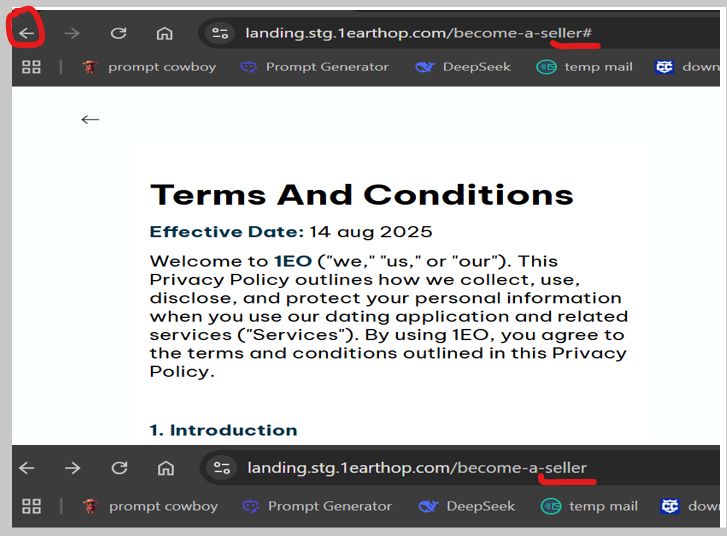 landing.stg.1earthop.com/become-a-seller#
prompt cowboy Prompt Generator DeepSeek temp mail down
Terms And Conditions
Effective Date: 14 aug 2025
Welcome to 1EO ("we," "us," or "our"). This
Privacy Policy outlines how we collect, use,
disclose, and protect your personal information
when you use our dating application and related
services ("Services"). By using 1EO, you agree to
the terms and conditions outlined in this Privacy
Policy.
1. Introduction
landing.stg.1earthop.com/become-a-seller
prompt cowboy Prompt Generator DeepSeek temp mail dow